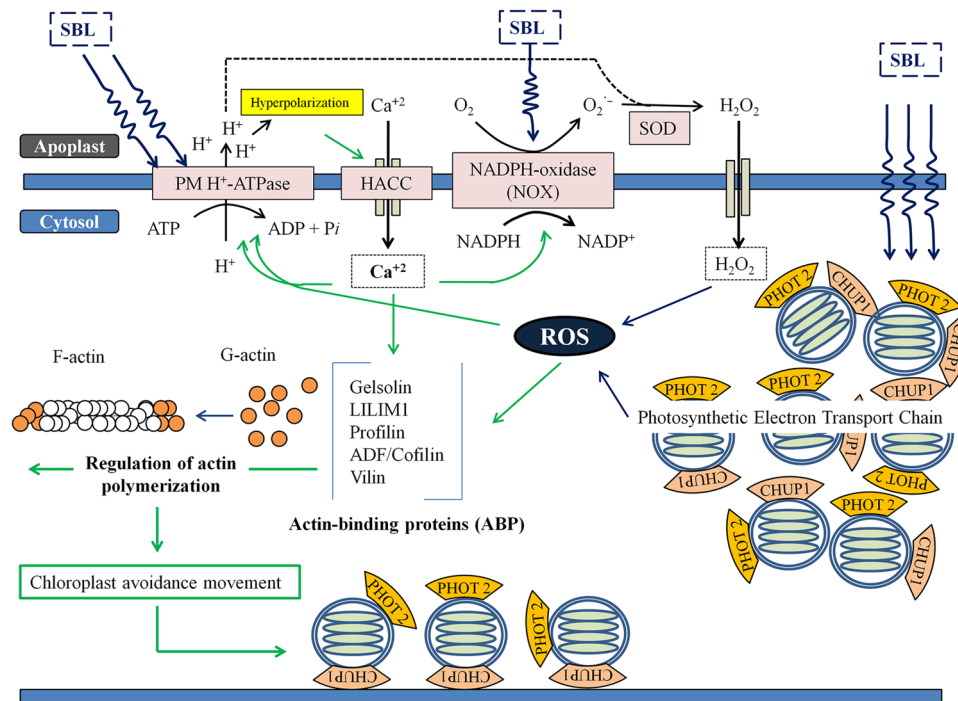 SBL
SBL
SBL
Hyperpolarization
Ca⁺²
O₂
O₂·⁻
H₂O₂
H⁺
H⁺
H⁺
SOD
Apoplast
PM H⁺-ATPase
HACC
NADPH-oxidase
(NOX)
Cytosol
ATP
ADP + Pi
NADPH
NADP⁺
H⁺
Ca⁺²
H₂O₂
ROS
PHOT 2
CHUP1
PHOT 2
CHUP1
PHOT 2
PHOT 2
CHUP1
Photosynthetic Electron Transport Chain
CHUP1
CHUP1
PHOT 2
CHUP1
PHOT 2
PHOT 2
CHUP1
F-actin
G-actin
Gelsolin
LILIM1
Profilin
ADF/Cofilin
Vilin
Regulation of actin
polymerization
Actin-binding proteins (ABP)
Chloroplast avoidance movement
PHOT 2
PHOT 2
PHOT 2
CHUP1
CHUP1
CHUP1